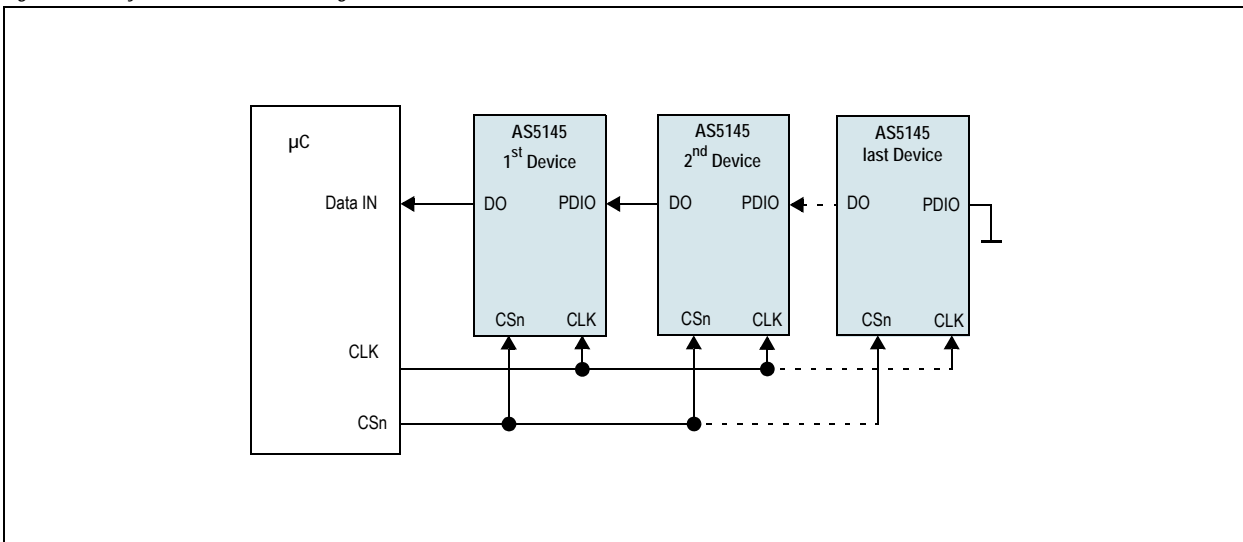 µC
Data IN
CLK
CSn
AS5145
1st Device
DO PDIO
CSn CLK
AS5145
2nd Device
DO PDIO
CSn CLK
AS5145
last Device
DO PDIO
CSn CLK